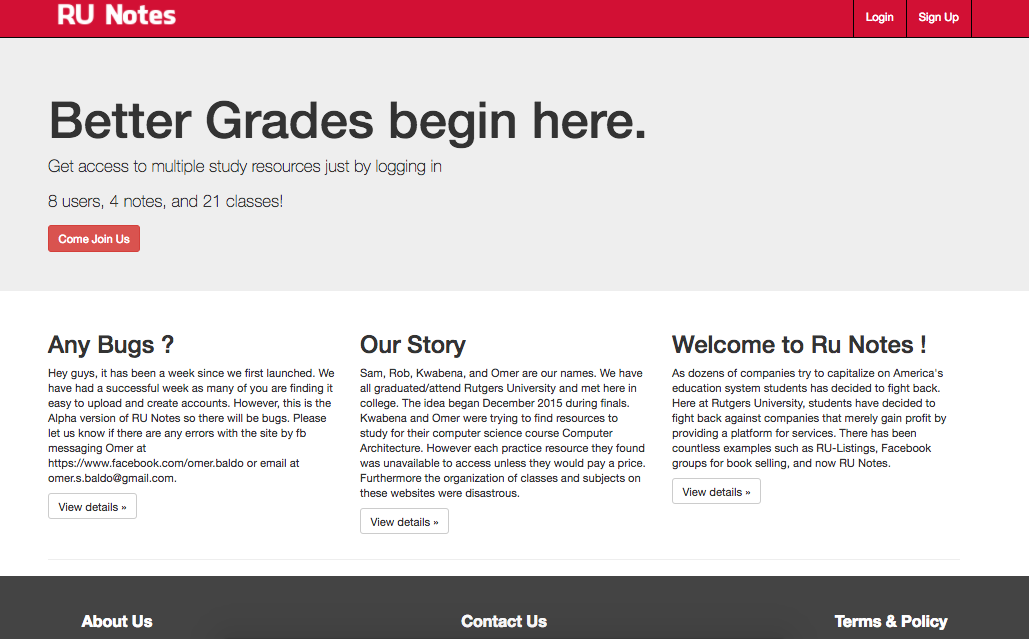 RU Notes
Login
Sign Up
Better Grades begin here.
Get access to multiple study resources just by logging in
8 users, 4 notes, and 21 classes!
Come Join Us
Any Bugs ?
Hey guys, it has been a week since we first launched. We
have had a successful week as many of you are finding it
easy to upload and create accounts. However, this is the
Alpha version of RU Notes so there will be bugs. Please
let us know if there are any errors with the site by fb
messaging Omer at
https://www.facebook.com/omer.baldo or email at
omer.s.baldo@gmail.com.
View details »
Our Story
Sam, Rob, Kwabena, and Omer are our names. We have
all graduated/attend Rutgers University and met here in
college. The idea began December 2015 during finals.
Kwabena and Omer were trying to find resources to
study for their computer science course Computer
Architecture. However each practice resource they found
was unavailable to access unless they would pay a price.
Furthermore the organization of classes and subjects on
these websites were disastrous.
View details »
Welcome to Ru Notes !
As dozens of companies try to capitalize on America's
education system students has decided to fight back.
Here at Rutgers University, students have decided to
fight back against companies that merely gain profit by
providing a platform for services. There has been
countless examples such as RU-Listings, Facebook
groups for book selling, and now RU Notes.
View details »
About Us
Contact Us
Terms & Policy